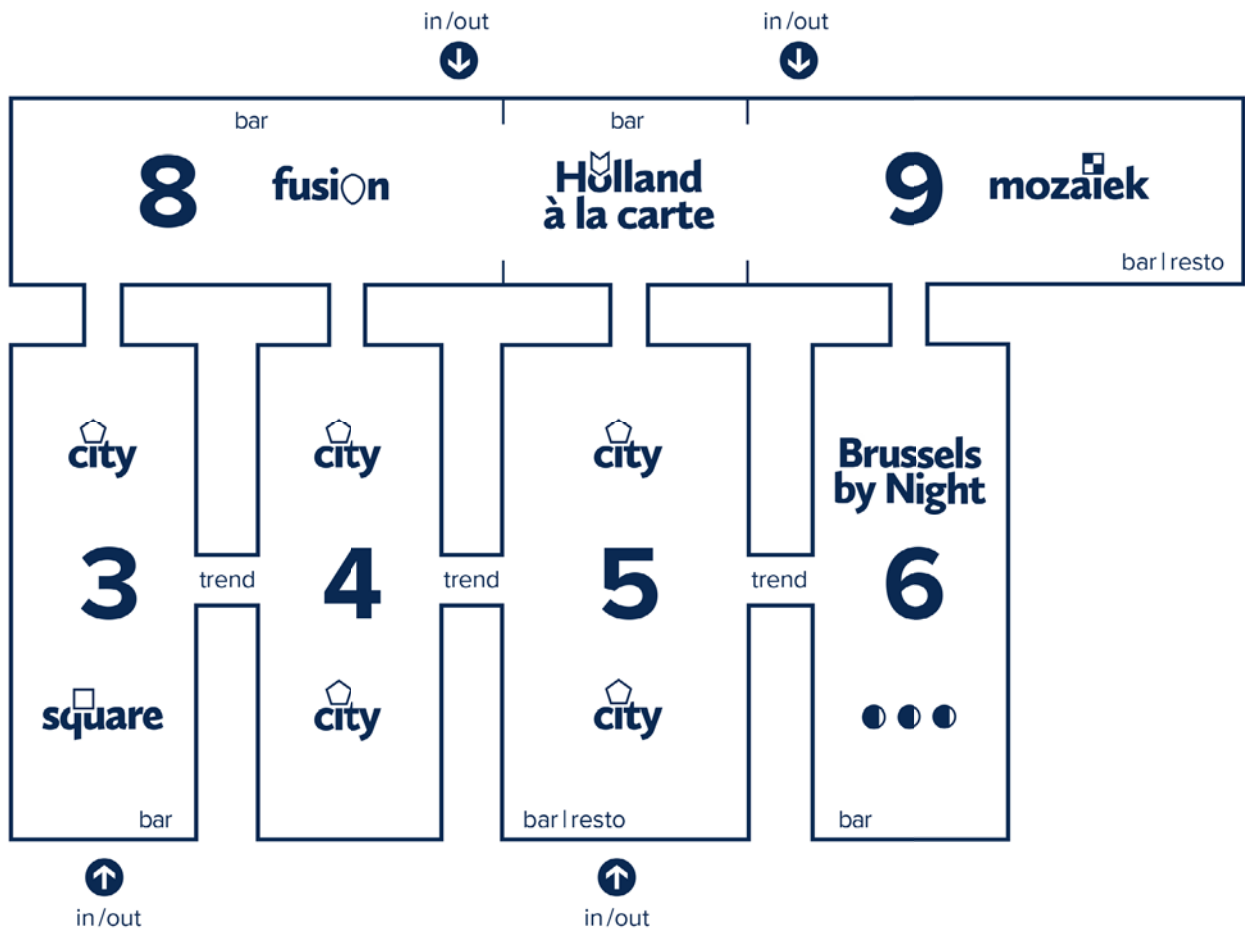 in/out
in/out
bar
bar
8
fusion
Holland
à la carte
9
mozaïek
bar|resto
city
city
city
Brussels
by Night
3
trend
4
trend
5
trend
6
square
city
city
bar
bar|resto
bar
in/out
in/out